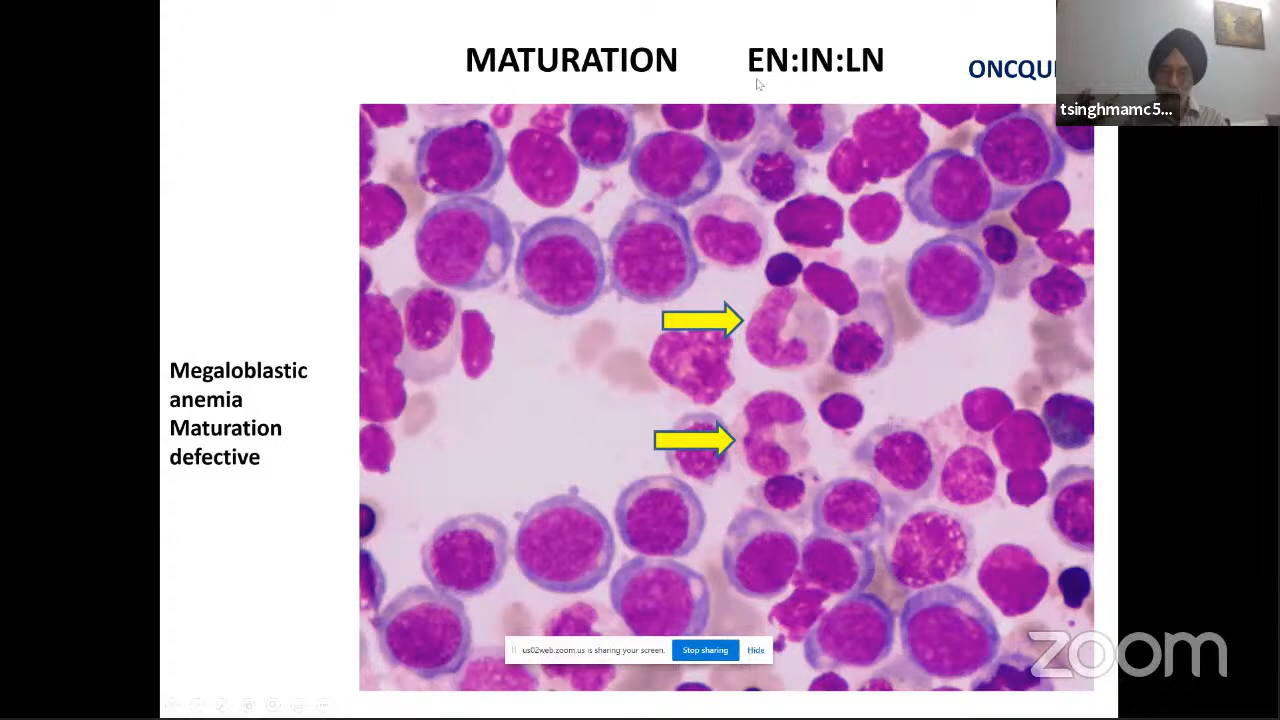 MATURATION EN:IN:LN
ONCQU
tsinghmamc5...
Megaloblastic
anemia
Maturation
defective
us02web.zoom.us is sharing your screen. Stop sharing Hide
zoom